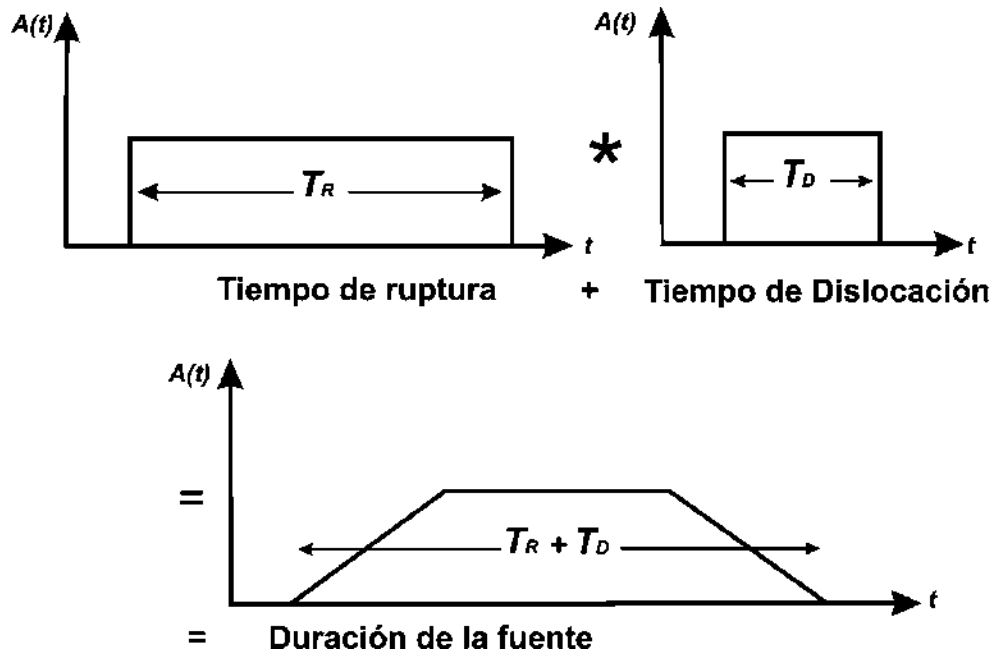 A(t)
A(t)
T_R
*
T_D
t
t
Tiempo de ruptura + Tiempo de Dislocación
A(t)
=
T_R + T_D
t
= Duración de la fuente